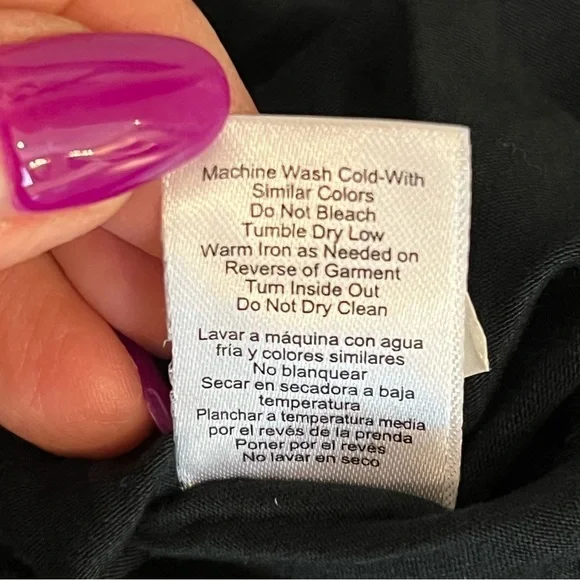 Machine Wash Cold-With
Similar Colors
Do Not Bleach
Tumble Dry Low
Warm Iron as Needed on
Reverse of Garment
Turn Inside Out
Do Not Dry Clean
Lavar a máquina con agua
fría y colores similares
No blanquear
Secar en secadora a baja
temperatura
Planchar a temperatura media
por el revés de la prenda
Poner por el revés
No lavar en seco